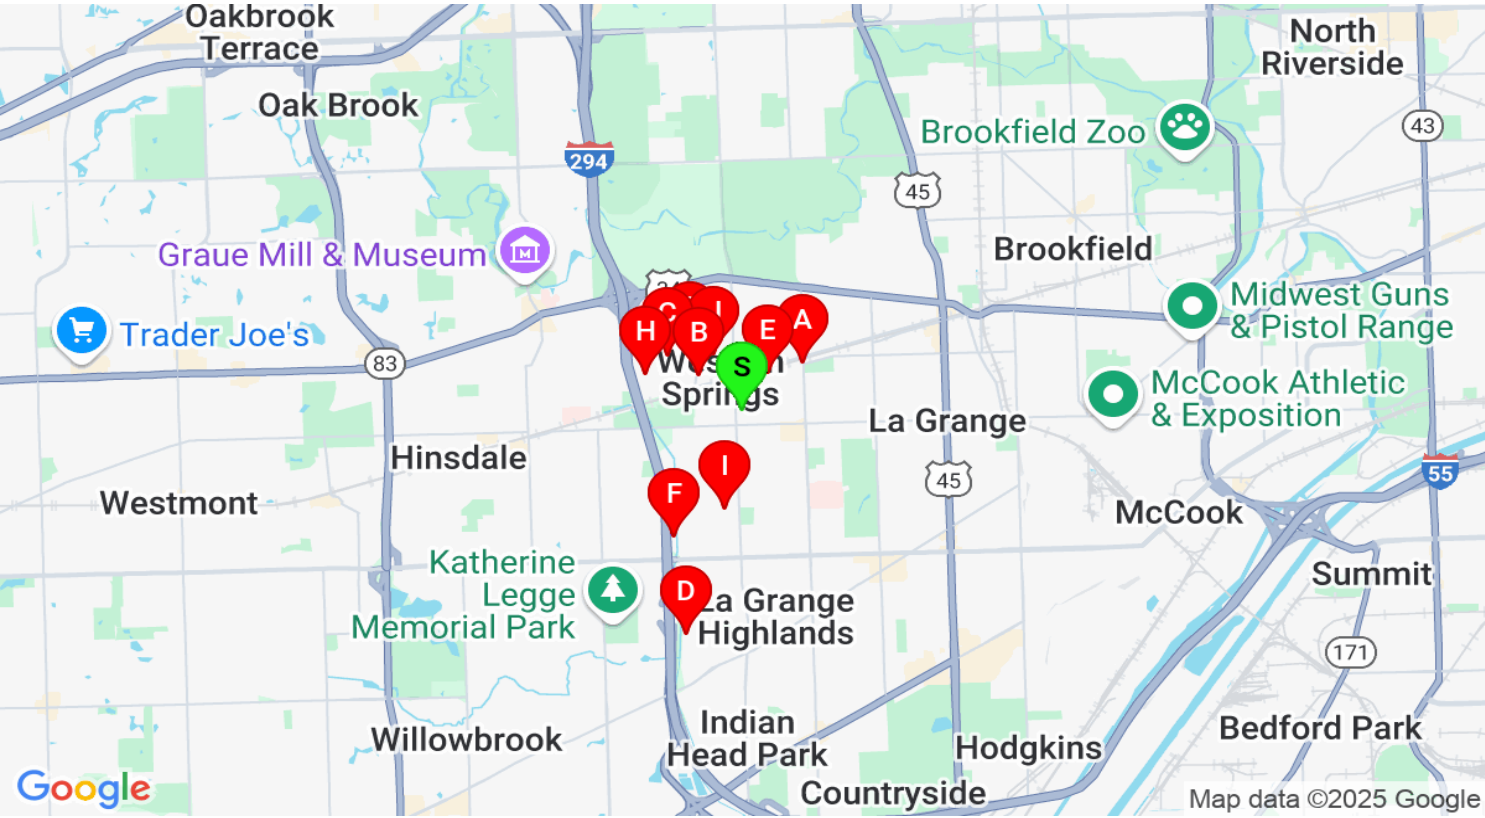 Oakbrook
Terrace
North
Riverside
Oak Brook
43
Brookfield Zoo
294
45
Graue Mill & Museum
M
Brookfield
Midwest Guns
& Pistol Range
Trader Joe's
C
J
H
B
E
A
83
S
Western
Springs
McCook Athletic
& Exposition
La Grange
Hinsdale
I
45
55
Westmont
F
McCook
Katherine
Legge
Memorial Park
D
La Grange
Highlands
Summit
171
Indian
Head Park
Willowbrook
Hodgkins
Bedford Park
Countryside
Google
Map data ©2025 Google